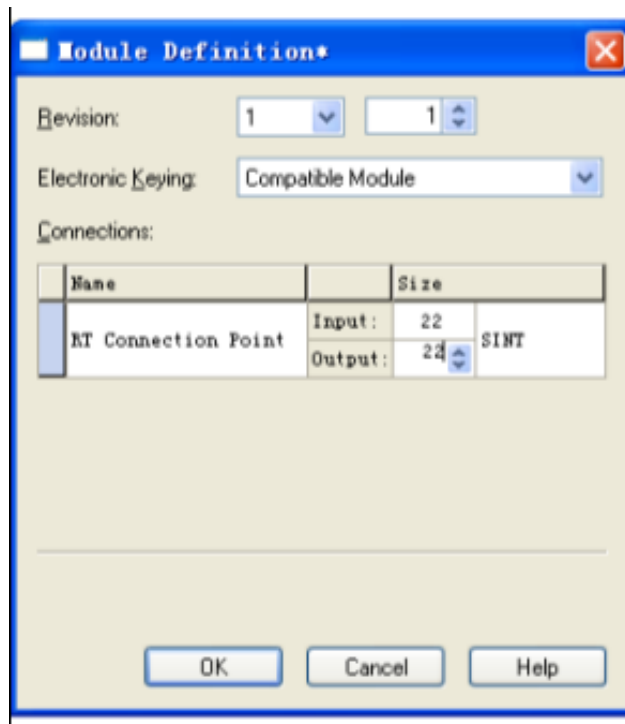 Module Definition*
Revision: 1 1
Electronic Keying: Compatible Module
Connections:
Name Size
RT Connection Point Input: 22 SINT
Output: 22
OK Cancel Help